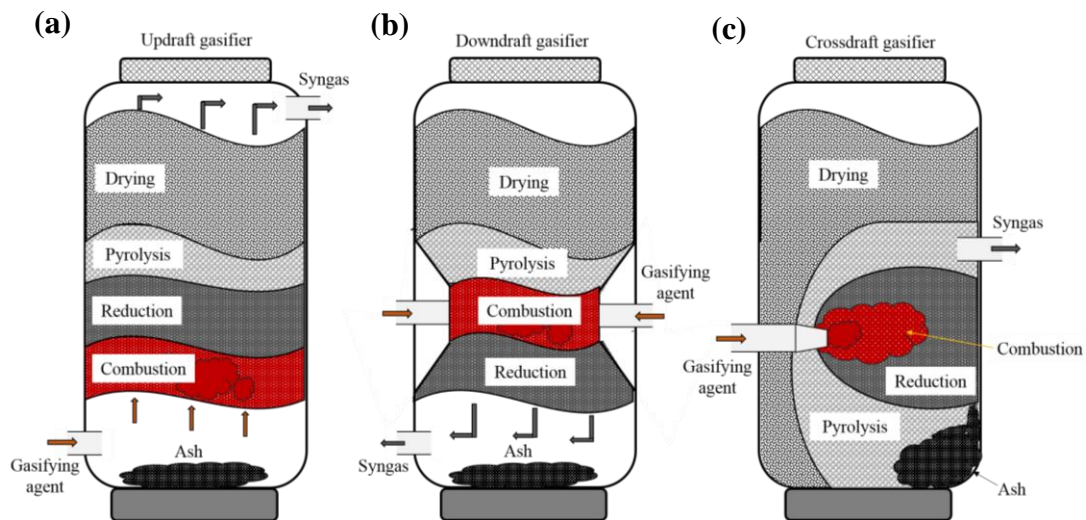 (a)
Updraft gasifier
Syngas
Drying
Pyrolysis
Reduction
Combustion
Ash
Gasifying
agent
(b)
Downdraft gasifier
Drying
Pyrolysis
Gasifying
agent
Combustion
Reduction
Ash
Syngas
(c)
Crossdraft gasifier
Drying
Syngas
Combustion
Gasifying
agent
Reduction
Pyrolysis
Ash